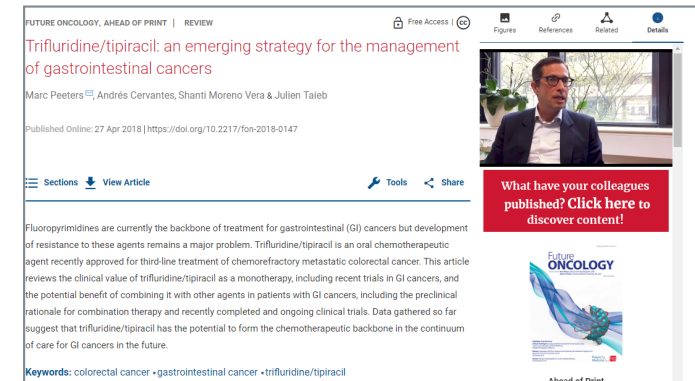 FUTURE ONCOLOGY, AHEAD OF PRINT | REVIEW
Free Access | CC
Trifluridine/tipiracil: an emerging strategy for the management
of gastrointestinal cancers
Marc Peeters, Andrés Cervantes, Shanti Moreno Vera & Julien Taieb
Published Online: 27 Apr 2018 | https://doi.org/10.2217/fon-2018-0147
Sections View Article Tools Share
Fluoropyrimidines are currently the backbone of treatment for gastrointestinal (GI) cancers but development
of resistance to these agents remains a major problem. Trifluridine/tipiracil is an oral chemotherapeutic
agent recently approved for third-line treatment of chemorefractory metastatic colorectal cancer. This article
reviews the clinical value of trifluridine/tipiracil as a monotherapy, including recent trials in GI cancers, and
the potential benefit of combining it with other agents in patients with GI cancers, including the preclinical
rationale for combination therapy and recently completed and ongoing clinical trials. Data gathered so far
suggest that trifluridine/tipiracil has the potential to form the chemotherapeutic backbone in the continuum
of care for GI cancers in the future.
Keywords: colorectal cancer • gastrointestinal cancer • trifluridine/tipiracil
Figures References Related Details
What have your colleagues
published? Click here to
discover content!
Future
ONCOLOGY
Ahead of Print